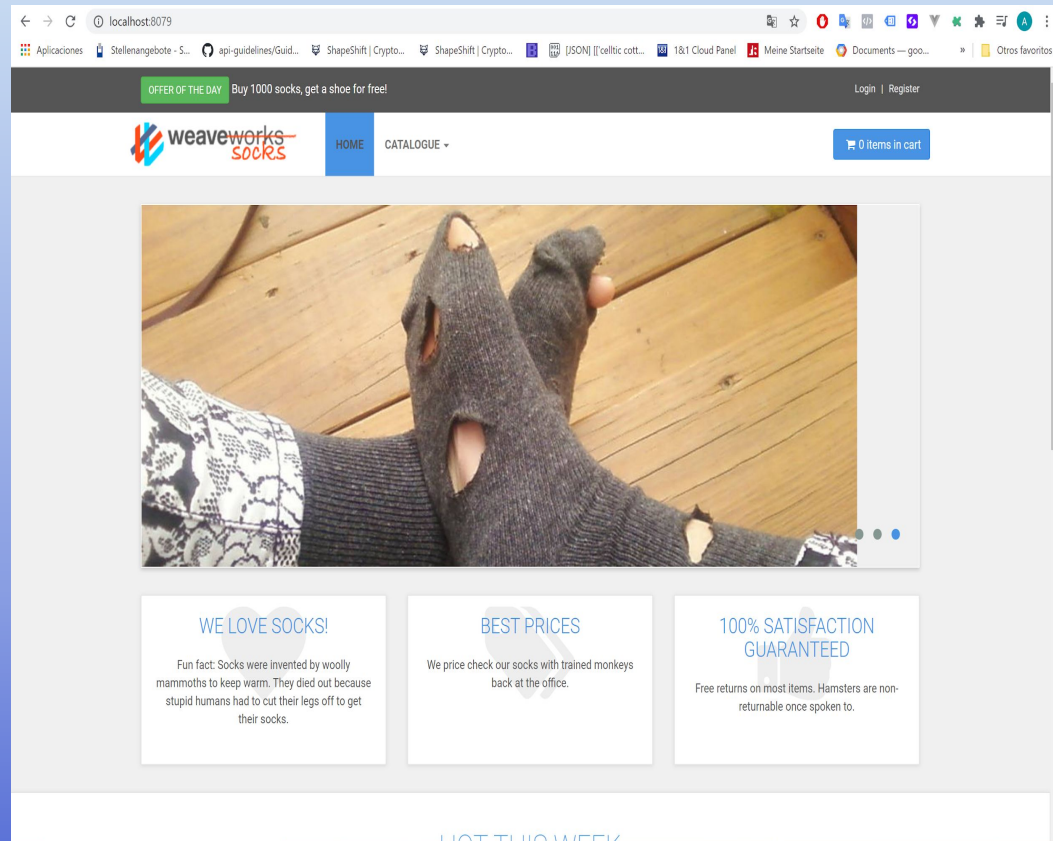 localhost:8079
Aplicaciones Stellenangebote - S... api-guidelines/Guid... ShapeShift | Crypto... ShapeShift | Crypto... [JSON] [['celltic cott... 1&1 Cloud Panel Meine Startseite Documents — goo... » Otros favoritos
OFFER OF THE DAY Buy 1000 socks, get a shoe for free! Login | Register
weaveworks
socks
HOME CATALOGUE 0 items in cart
WE LOVE SOCKS!
Fun fact: Socks were invented by woolly
mammoths to keep warm. They died out because
stupid humans had to cut their legs off to get
their socks.
BEST PRICES
We price check our socks with trained monkeys
back at the office.
100% SATISFACTION
GUARANTEED
Free returns on most items. Hamsters are non-
returnable once spoken to.
HOT THIS WEEK